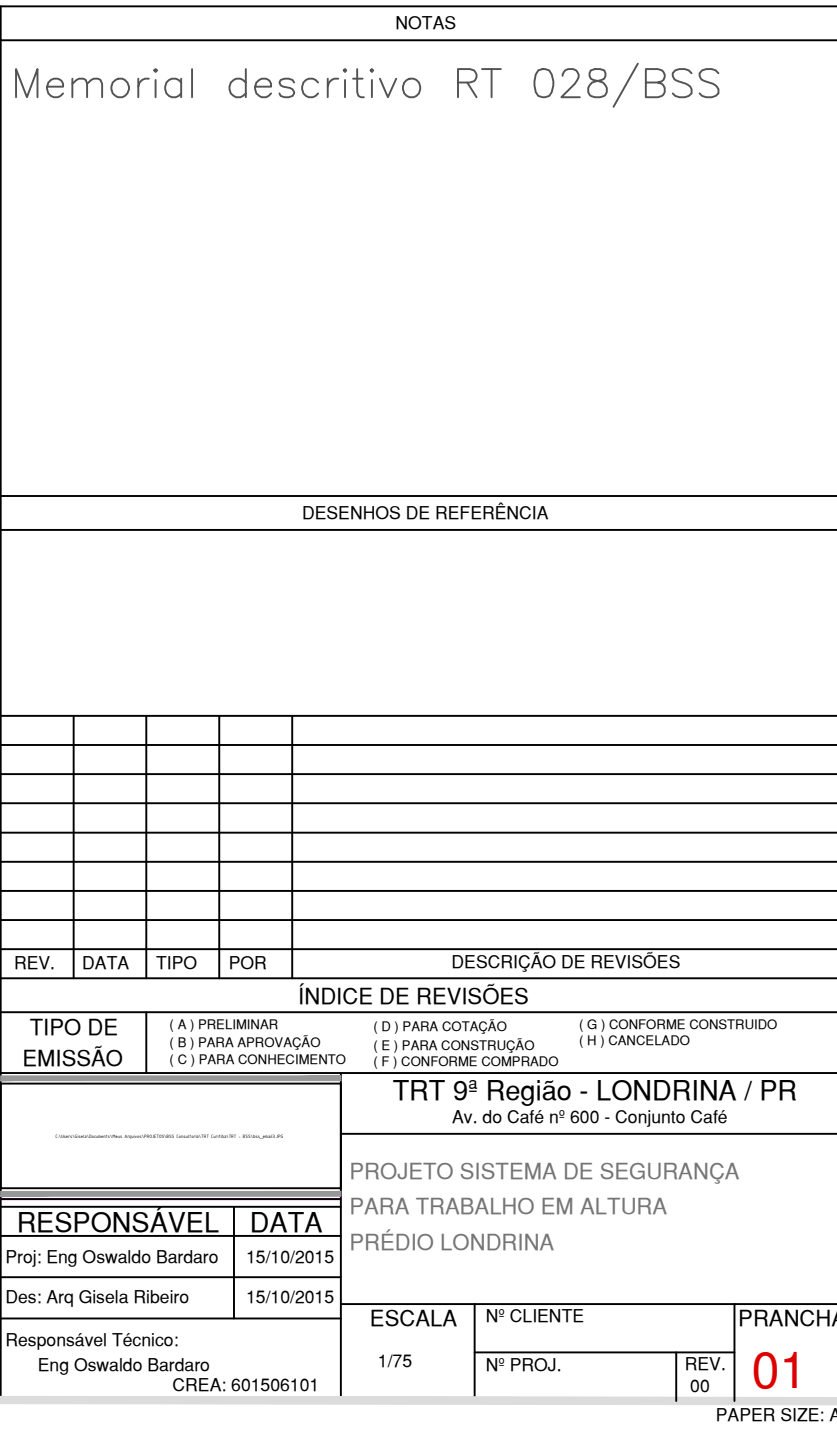 NOTAS
Memorial descritivo RT 028/BSS
DESENHOS DE REFERÊNCIA
REV. DATA TIPO POR DESCRIÇÃO DE REVISÕES
ÍNDICE DE REVISÕES
TIPO DE EMISSÃO
( A ) PRELIMINAR
( B ) PARA APROVAÇÃO
( C ) PARA CONHECIMENTO
( D ) PARA COTAÇÃO
( E ) PARA CONSTRUÇÃO
( F ) CONFORME COMPRADO
( G ) CONFORME CONSTRUIDO
( H ) CANCELADO
TRT 9ª Região - LONDRINA / PR
Av. do Café nº 600 - Conjunto Café
PROJETO SISTEMA DE SEGURANÇA
PARA TRABALHO EM ALTURA
PRÉDIO LONDRINA
RESPONSÁVEL DATA
Proj: Eng Oswaldo Bardaro 15/10/2015
Des: Arq Gisela Ribeiro 15/10/2015
Responsável Técnico:
Eng Oswaldo Bardaro
CREA: 601506101
ESCALA
1/75
Nº CLIENTE
Nº PROJ.
REV.
00
PRANCHA
01
PAPER SIZE: A